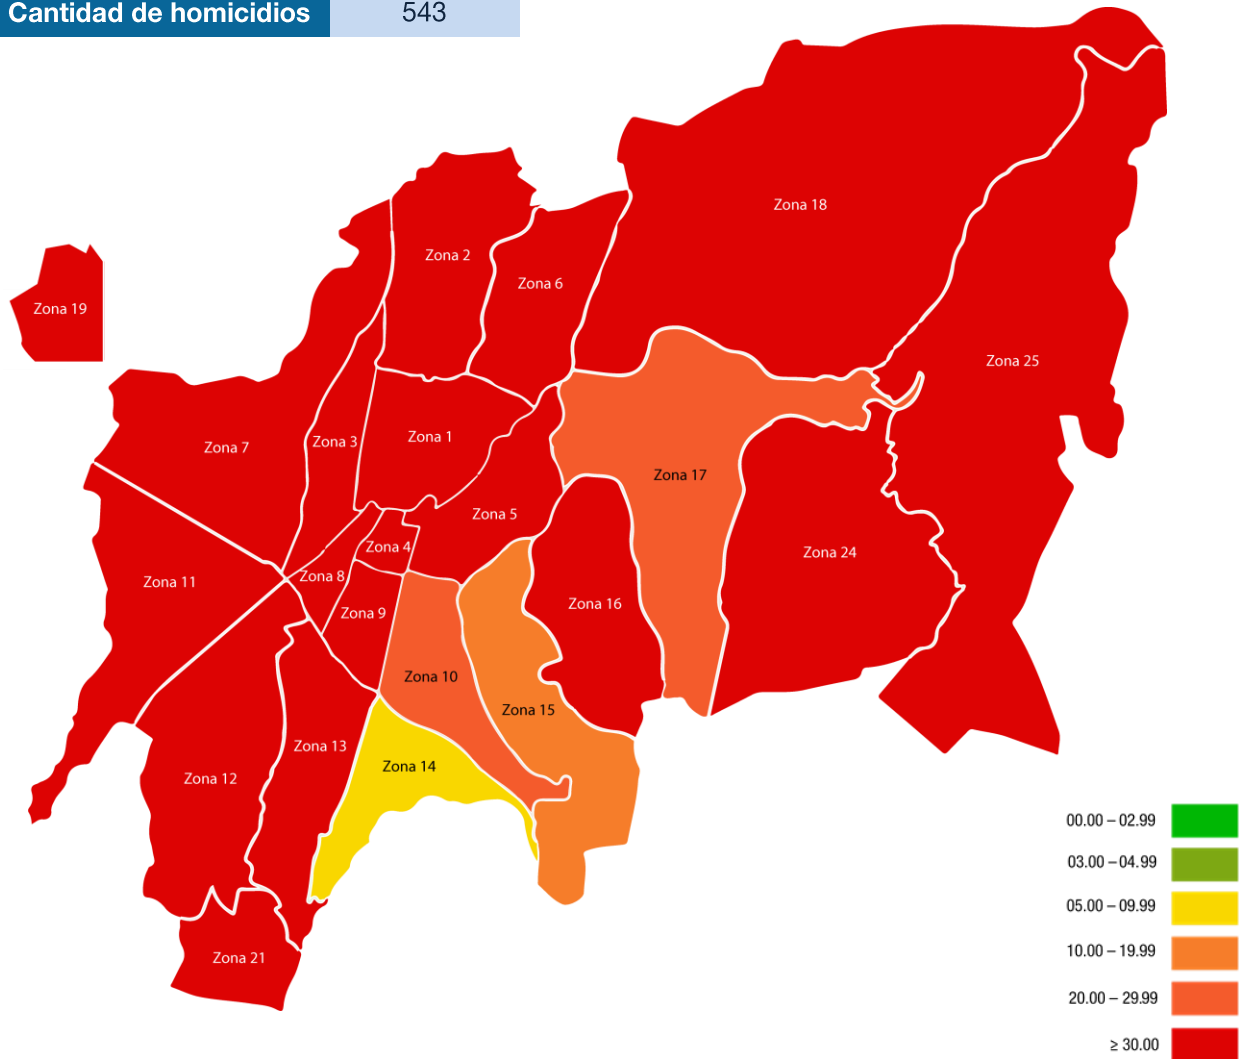 Cantidad de homicidios 543
Zona 18
Zona 2
Zona 6
Zona 19
Zona 25
Zona 7
Zona 3
Zona 1
Zona 17
Zona 5
Zona 4
Zona 24
Zona 11
Zona 8
Zona 9
Zona 16
Zona 10
Zona 15
Zona 13
Zona 14
Zona 12
Zona 21
00.00 – 02.99
03.00 – 04.99
05.00 – 09.99
10.00 – 19.99
20.00 – 29.99
≥ 30.00